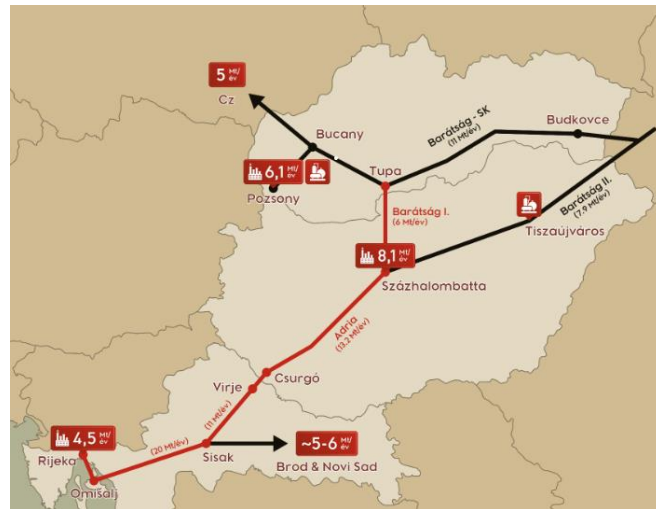 5 Mt/év
Cz
Bucany
Budkovce
Barátság - SK
(11 Mt/év)
6,1 Mt/év
Pozsony
Tupa
Barátság I.
(6 Mt/év)
Barátság II.
(7,9 Mt/év)
Tiszaújváros
8,1 Mt/év
Százhalombatta
Adria
(13,2 Mt/év)
Csurgó
Virje
(11 Mt/év)
4,5 Mt/év
Rijeka
(20 Mt/év)
Sisak
~5-6 Mt/év
Brod & Novi Sad
Omišalj